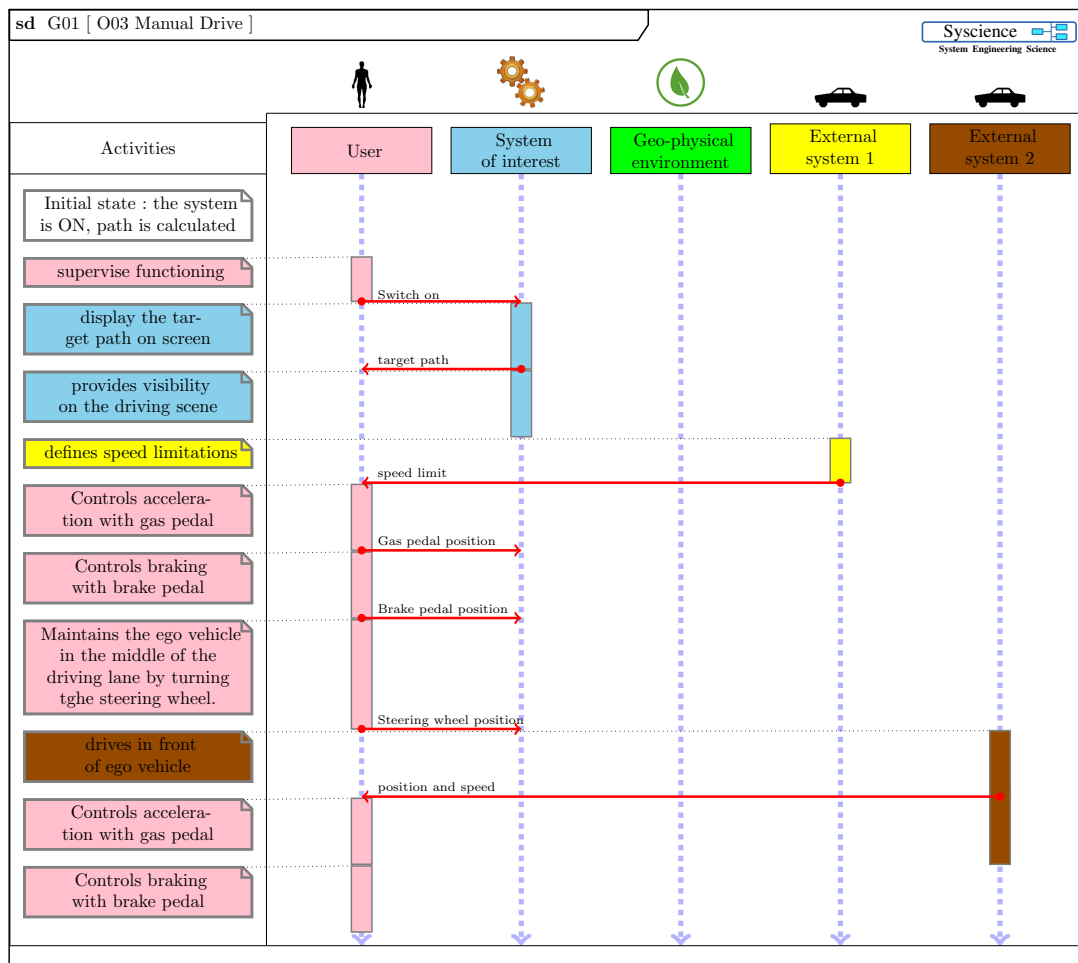 sd G01 [ O03 Manual Drive ]
Syscience
System Engineering Science
Activities
User
System
of interest
Geo-physical
environment
External
system 1
External
system 2
Initial state : the system
is ON, path is calculated
supervise functioning
Switch on
display the tar-
get path on screen
target path
provides visibility
on the driving scene
defines speed limitations
speed limit
Controls accelera-
tion with gas pedal
Gas pedal position
Controls braking
with brake pedal
Brake pedal position
Maintains the ego vehicle
in the middle of the
driving lane by turning
tghe steering wheel.
Steering wheel position
drives in front
of ego vehicle
position and speed
Controls accelera-
tion with gas pedal
Controls braking
with brake pedal